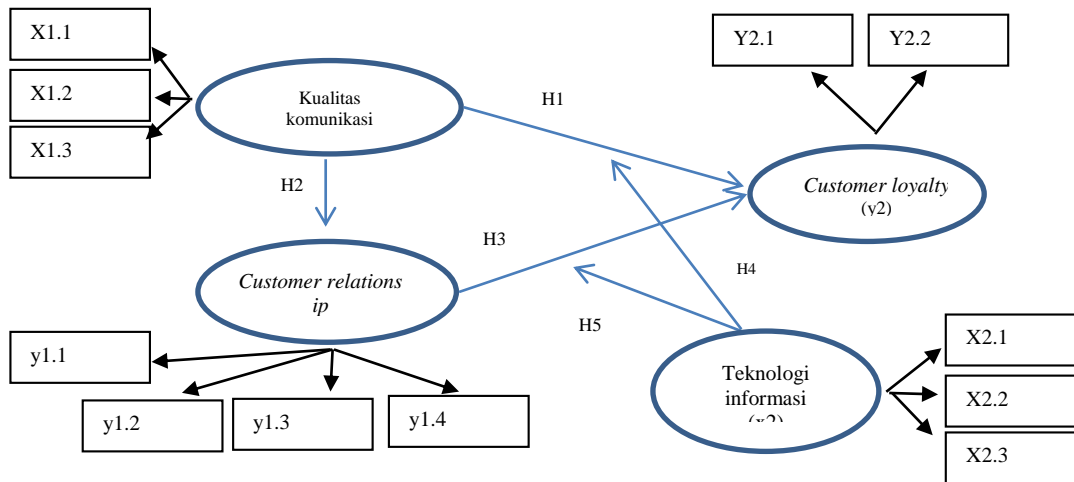 X1.1
X1.2
X1.3
Kualitas
komunikasi
H1
Y2.1
Y2.2
H2
Customer loyalty
(y2)
H3
Customer relations
ip
H4
H5
y1.1
y1.2
y1.3
y1.4
Teknologi
informasi
(x2)
X2.1
X2.2
X2.3